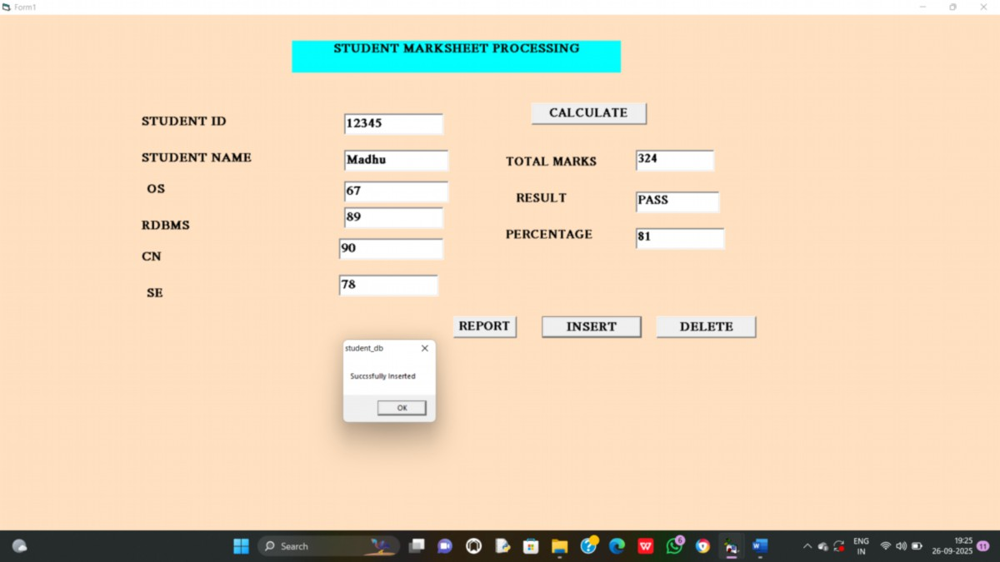 Form1
STUDENT MARKSHEET PROCESSING
STUDENT ID 12345
CALCULATE
STUDENT NAME Madhu
TOTAL MARKS 324
OS 67
RESULT PASS
RDBMS 89
PERCENTAGE 81
CN 90
SE 78
REPORT INSERT DELETE
student_db
Succssfully Inserted
OK
Search
6
ENG
IN
19:25
26-09-2025
11